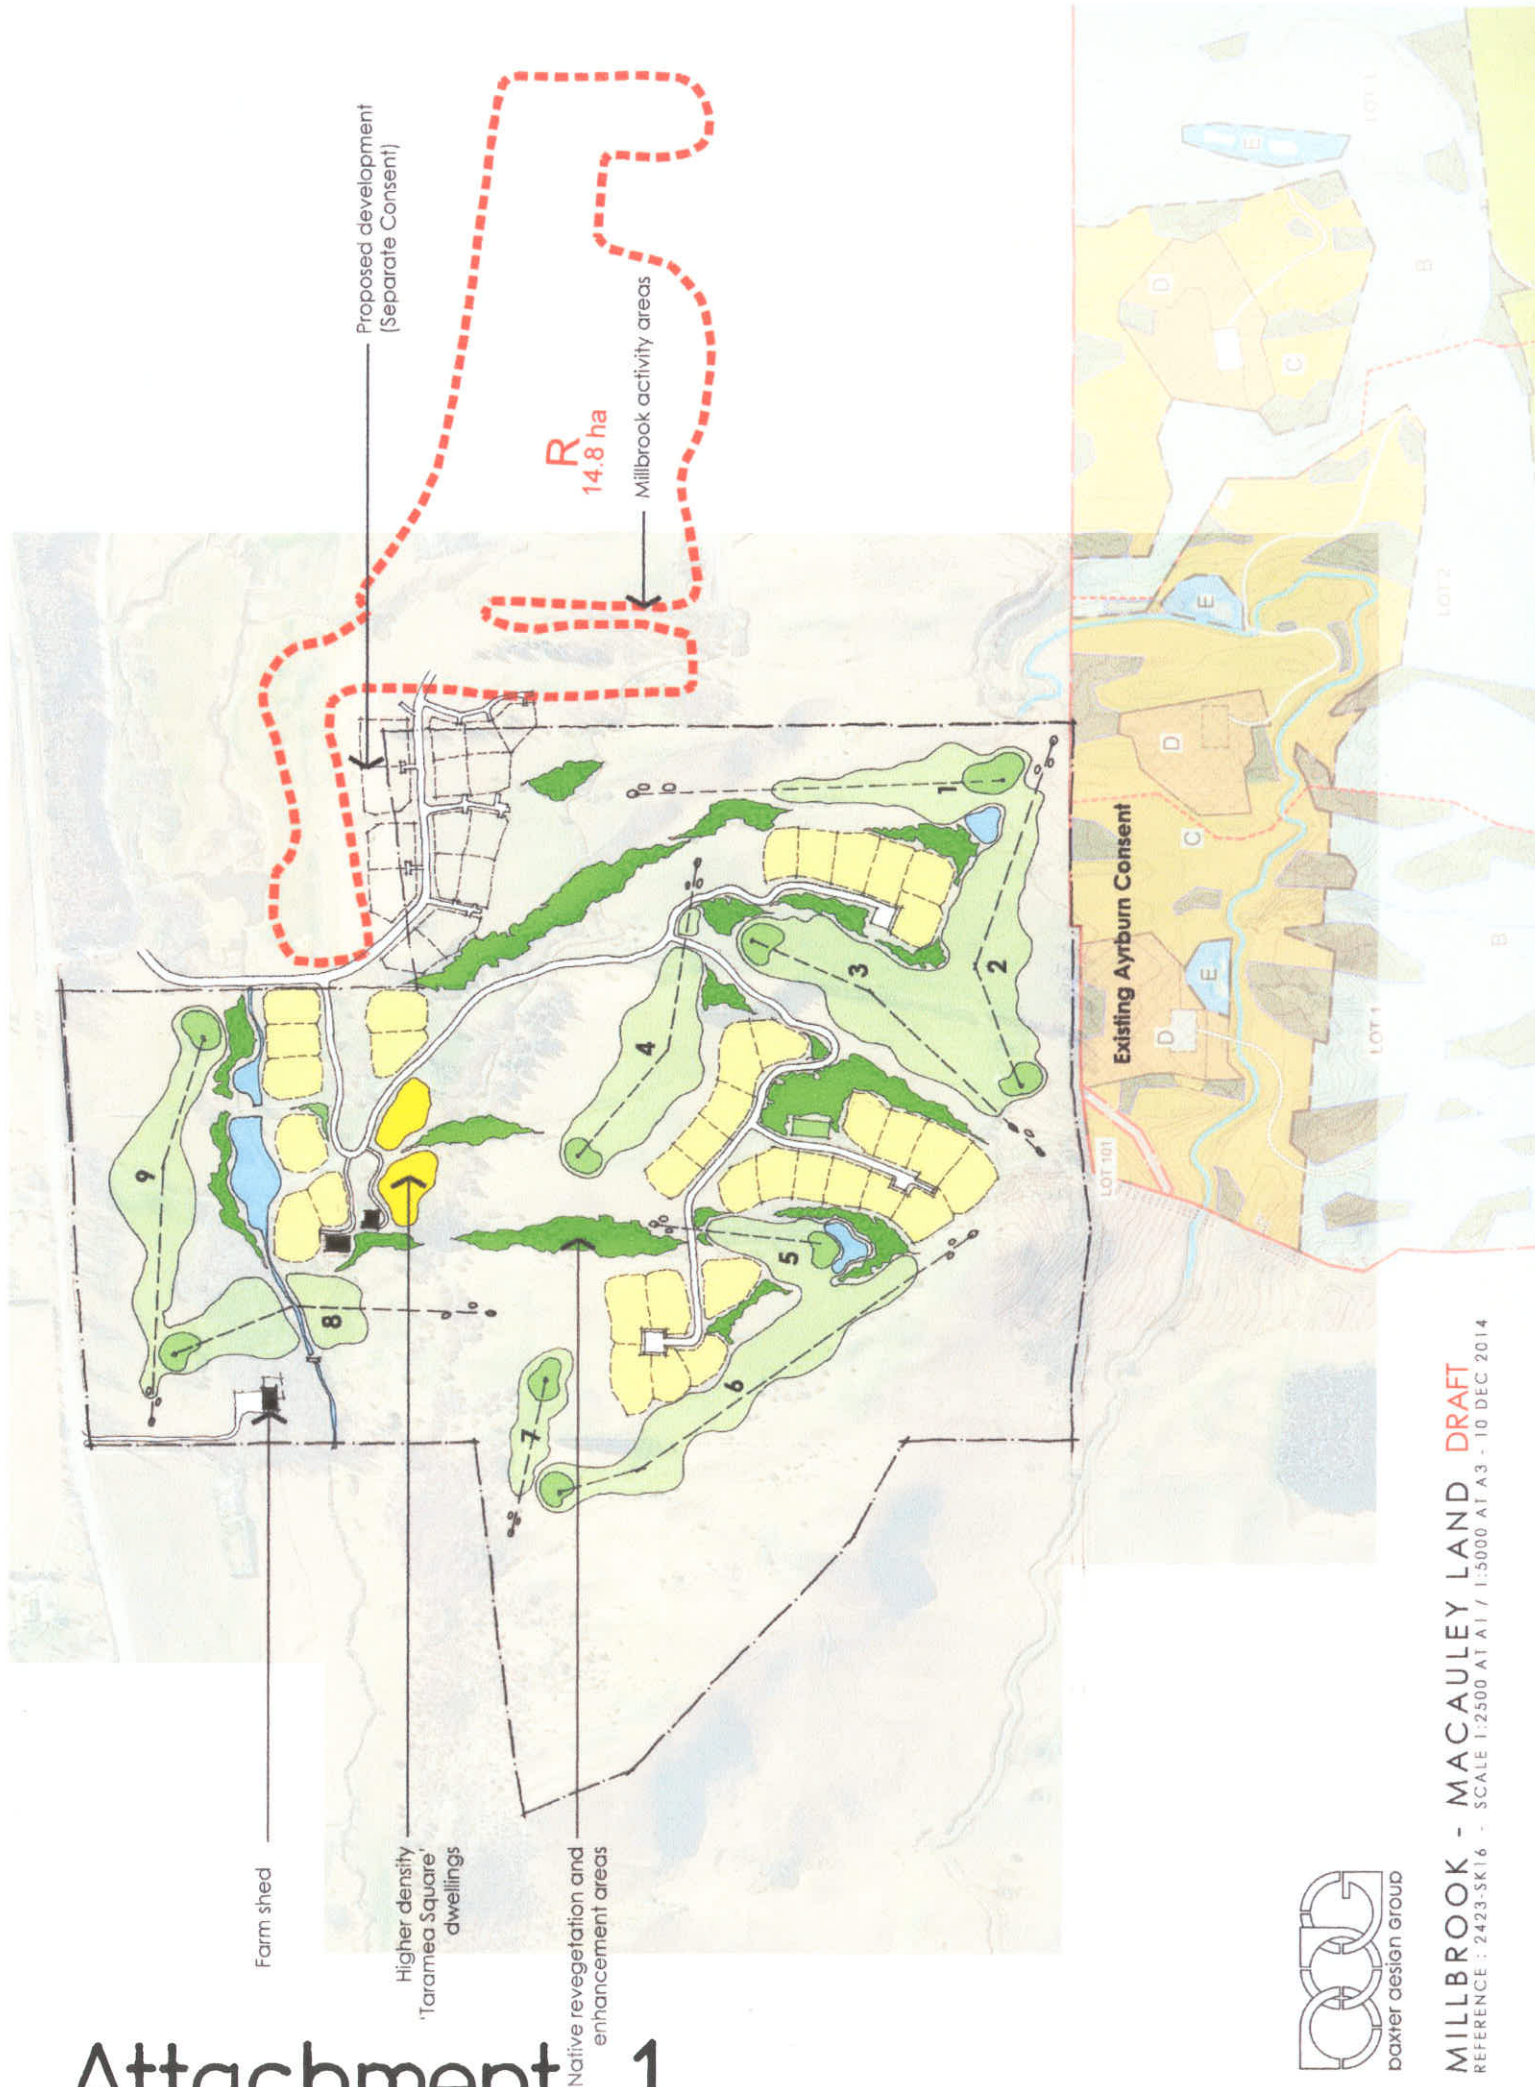 Attachment 1
Farm shed
Higher density
'Taramea Square'
dwellings
Native revegetation and
enhancement areas
Proposed development
(Separate Consent)
R
14.8 ha
Millbrook activity areas
9
8
7
6
5
4
3
2
1
Existing Ayrburn Consent
LOT 101
LOT 1
LOT 2
LOT 1
D
E
C
D
E
D
C
E
B
B
baxter design group
MILLBROOK - MACAULEY LAND DRAFT
REFERENCE : 2423-SK16 - SCALE 1:2500 AT A1 / 1:5000 AT A3 - 10 DEC 2014